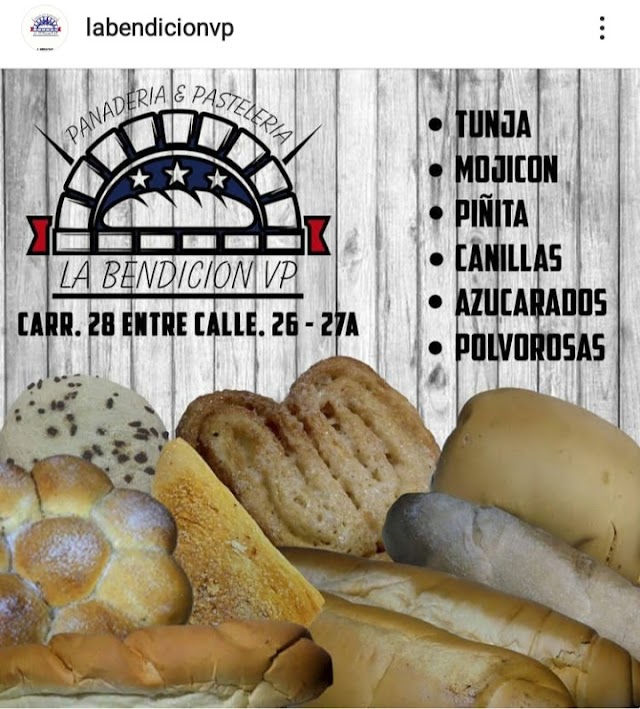 labendicionvp
PANADERIA & PASTELERIA
LA BENDICION VP
CARR. 28 ENTRE CALLE. 26 - 27A
• TUNJA
• MOJICON
• PIÑITA
• CANILLAS
• AZUCARADOS
• POLVOROSAS